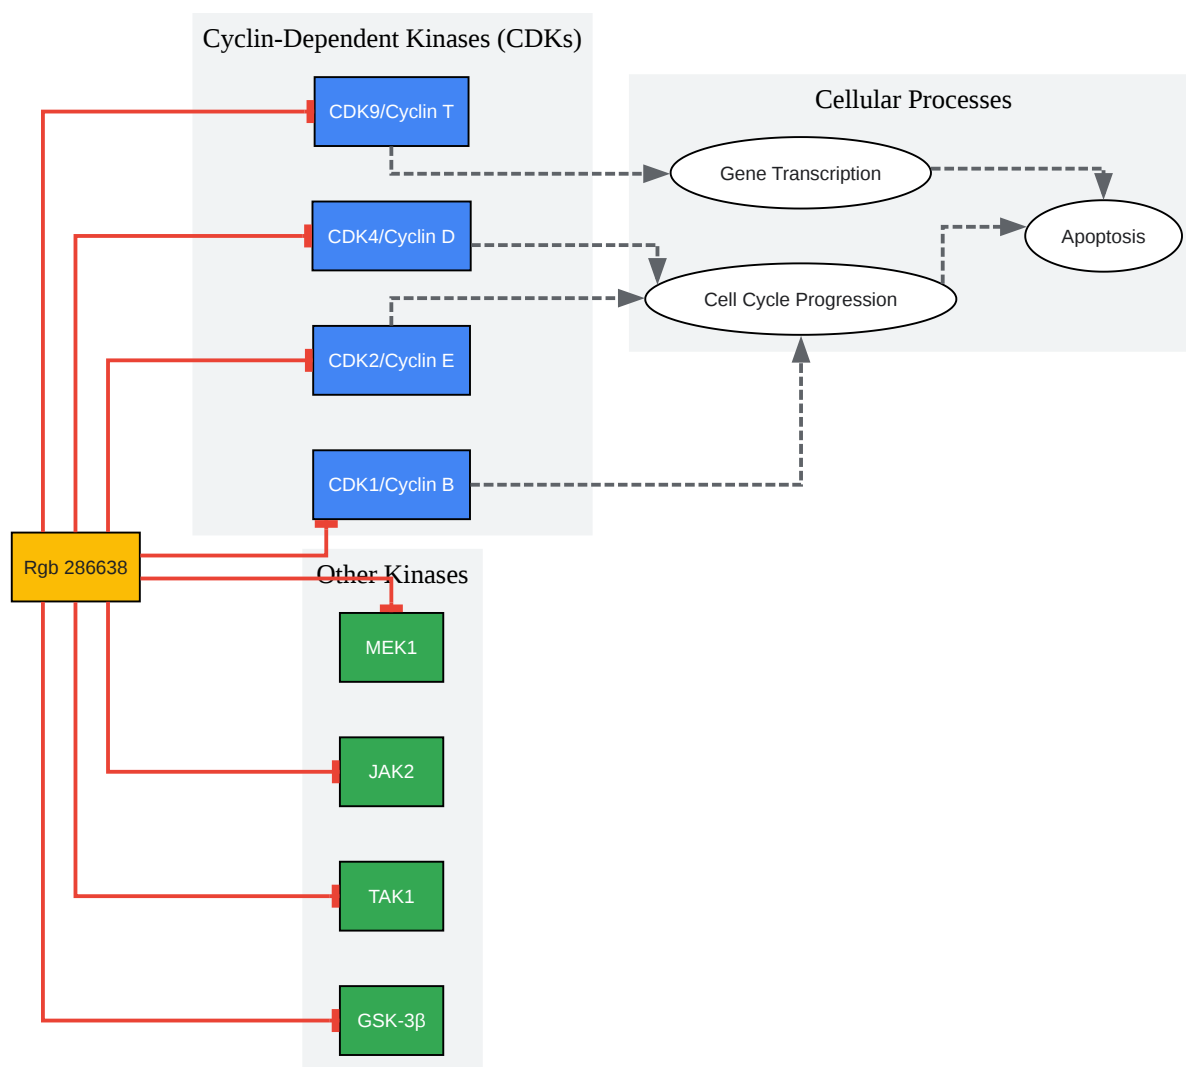 Cyclin-Dependent Kinases (CDKs)
CDK9/Cyclin T
CDK4/Cyclin D
CDK2/Cyclin E
CDK1/Cyclin B
Cellular Processes
Gene Transcription
Apoptosis
Cell Cycle Progression
Rgb 286638
Other Kinases
MEK1
JAK2
TAK1
GSK-3β